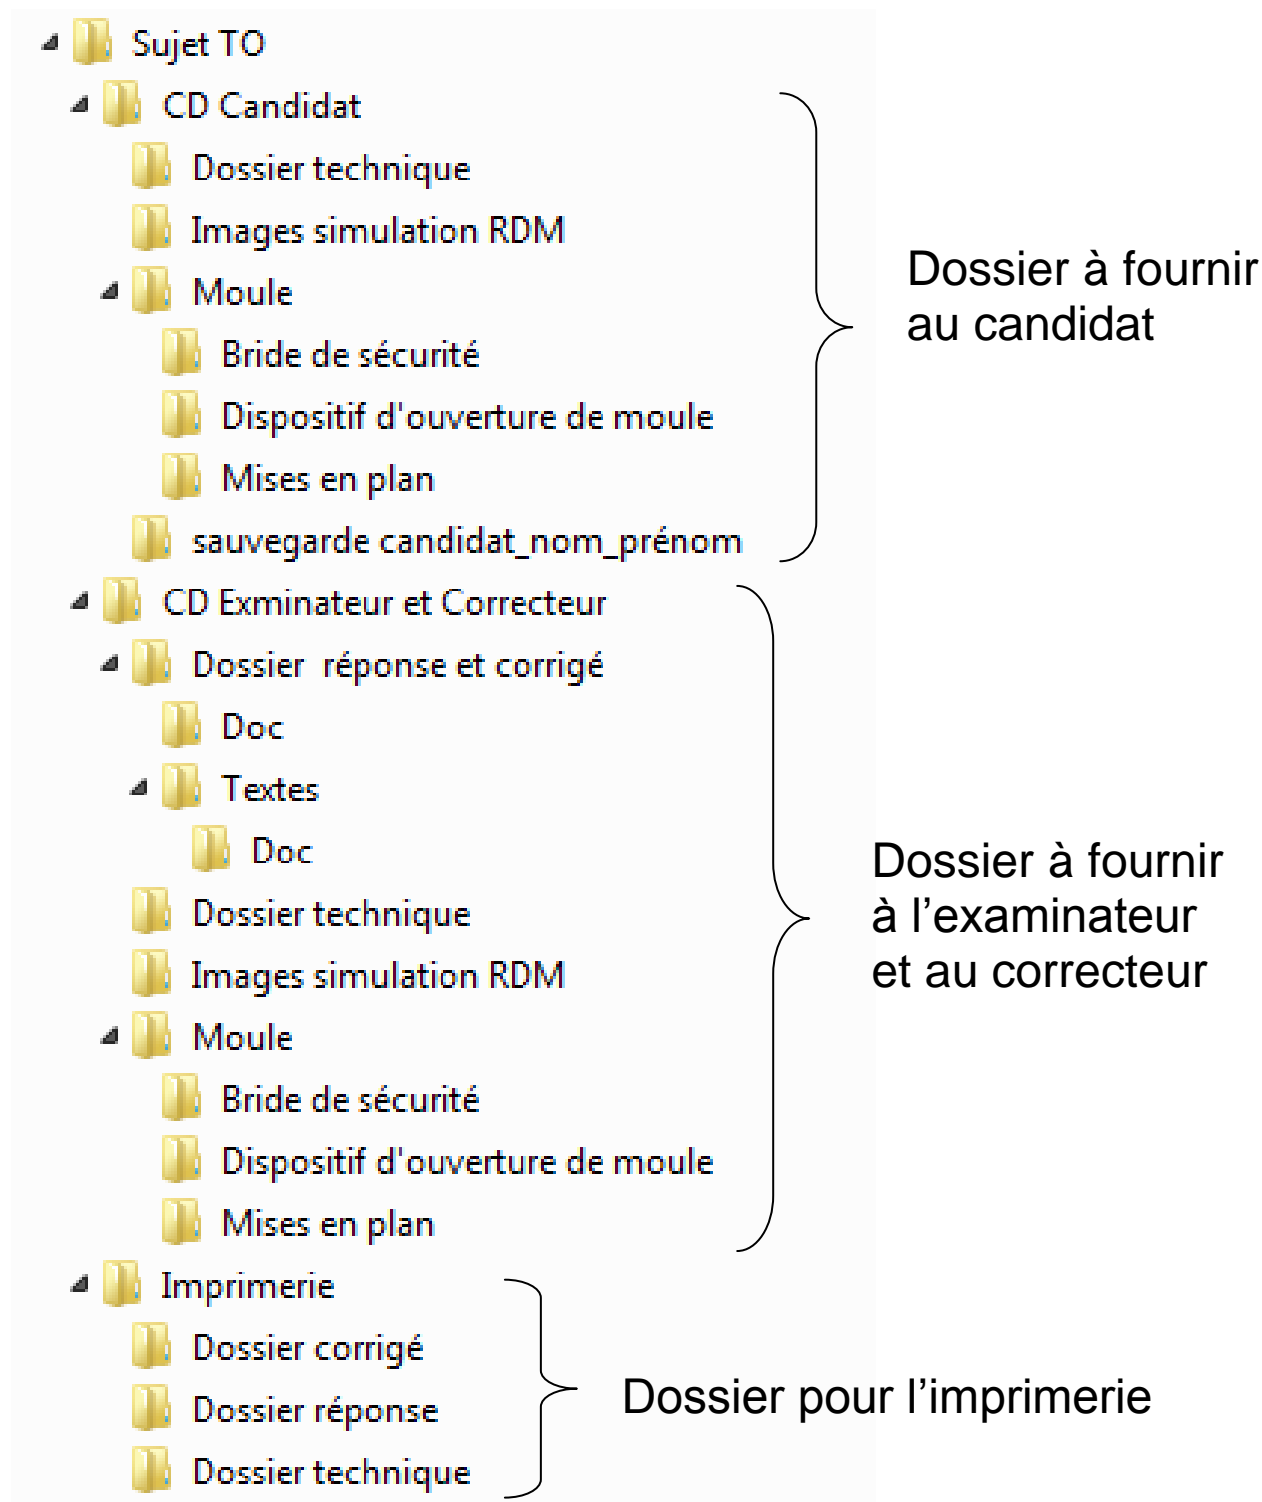 Sujet TO
CD Candidat
Dossier technique
Images simulation RDM
Moule
Bride de sécurité
Dispositif d'ouverture de moule
Mises en plan
sauvegarde candidat_nom_prénom
Dossier à fournir
au candidat
CD Exminateur et Correcteur
Dossier  réponse et corrigé
Doc
Textes
Doc
Dossier technique
Images simulation RDM
Moule
Bride de sécurité
Dispositif d'ouverture de moule
Mises en plan
Dossier à fournir
à l’examinateur
et au correcteur
Imprimerie
Dossier corrigé
Dossier réponse
Dossier technique
Dossier pour l’imprimerie